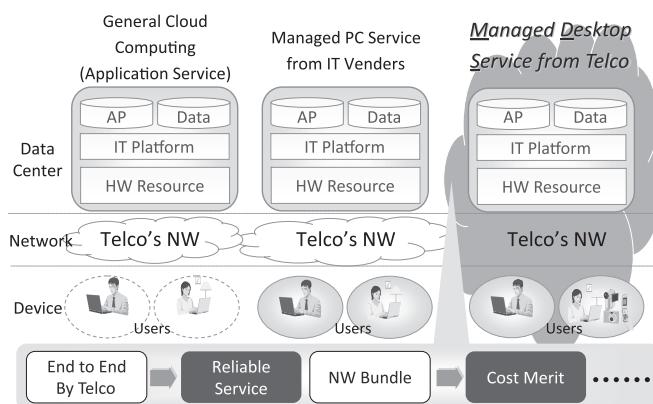 General Cloud
Computing
(Application Service)
Managed PC Service
from IT Venders
Managed Desktop
Service from Telco
Data
Center
AP
Data
IT Platform
HW Resource
AP
Data
IT Platform
HW Resource
AP
Data
IT Platform
HW Resource
Network
Telco's NW
Telco's NW
Telco's NW
Device
Users
Users
Users
End to End
By Telco
Reliable
Service
NW Bundle
Cost Merit
••••••